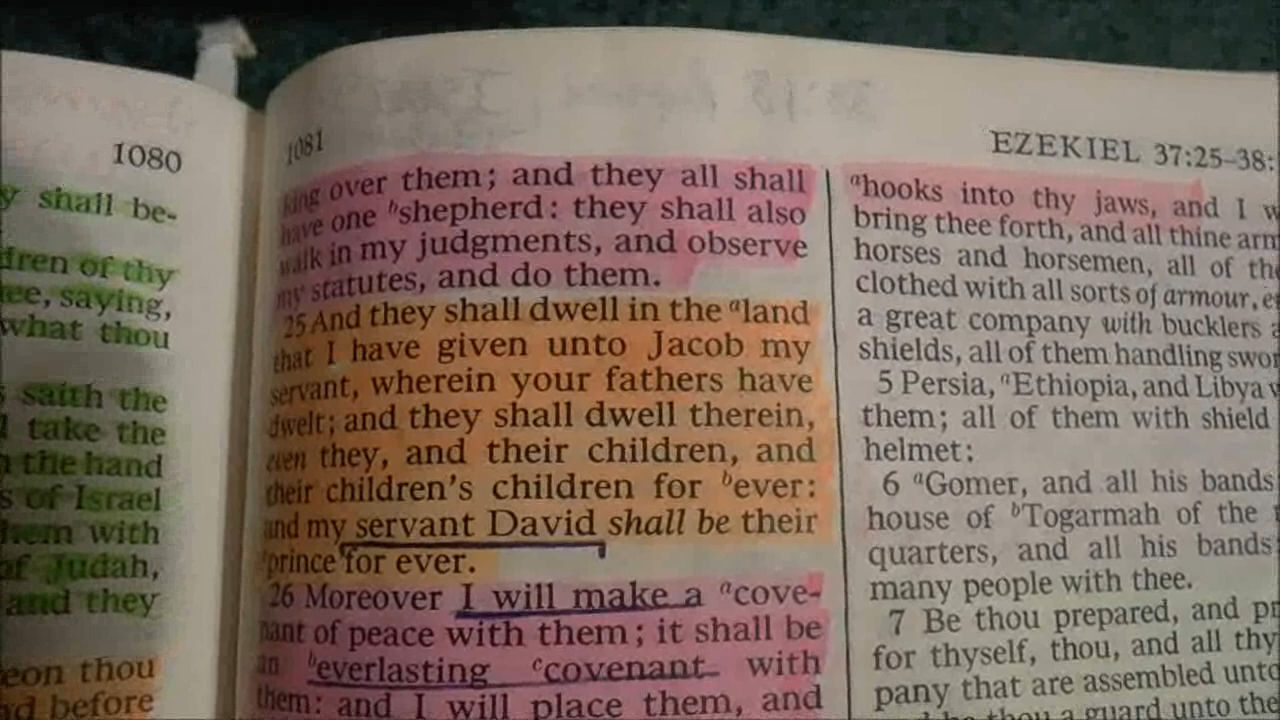 1080
y shall be-
dren of thy
ee, saying,
what thou
s saith the
l take the
n the hand
s of Israel
them with
of Judah,
and they
eon thou
nd before
1081
king over them; and they all shall
have one bshepherd: they shall also
walk in my judgments, and observe
my statutes, and do them.
25 And they shall dwell in the aland
that I have given unto Jacob my
servant, wherein your fathers have
dwelt; and they shall dwell therein,
even they, and their children, and
their children's children for bever:
and my servant David shall be their
cprince for ever.
26 Moreover I will make a acove-
nant of peace with them; it shall be
an beverlasting ccovenant with
them: and I will place them, and
EZEKIEL 37:25–38:
ahooks into thy jaws, and I w
bring thee forth, and all thine arm
horses and horsemen, all of the
clothed with all sorts of armour, e
a great company with bucklers a
shields, all of them handling swor
5 Persia, aEthiopia, and Libya w
them; all of them with shield
helmet:
6 aGomer, and all his bands
house of bTogarmah of the
quarters, and all his bands
many people with thee.
7 Be thou prepared, and pr
for thyself, thou, and all thy
pany that are assembled unto
be thou a guard unto the